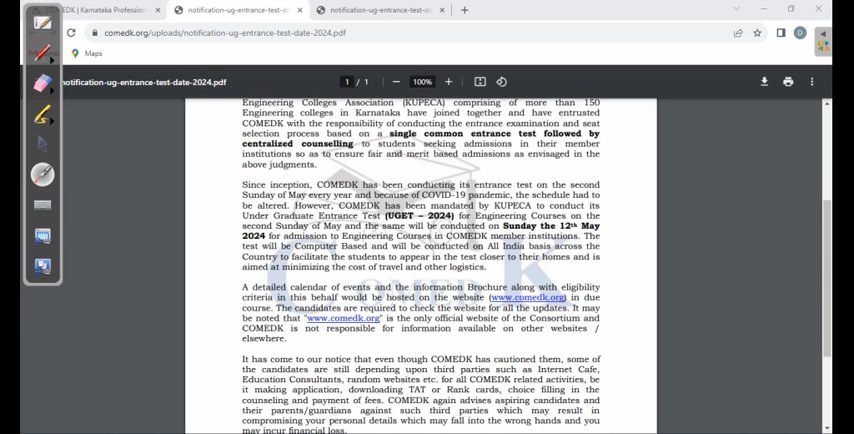 COMEDK | Karnataka Profession
notification-ug-entrance-test-dat
notification-ug-entrance-test-dat
comedk.org/uploads/notification-ug-entrance-test-date-2024.pdf
D
Maps
notification-ug-entrance-test-date-2024.pdf
1 / 1
100%
Engineering Colleges Association (KUPECA) comprising of more than 150
Engineering colleges in Karnataka have joined together and have entrusted
COMEDK with the responsibility of conducting the entrance examination and seat
selection process based on a single common entrance test followed by
centralized counselling to students seeking admissions in their member
institutions so as to ensure fair and merit based admissions as envisaged in the
above judgments.
Since inception, COMEDK has been conducting its entrance test on the second
Sunday of May every year and because of COVID-19 pandemic, the schedule had to
be altered. However, COMEDK has been mandated by KUPECA to conduct its
Under Graduate Entrance Test (UGET – 2024) for Engineering Courses on the
second Sunday of May and the same will be conducted on Sunday the 12th May
2024 for admission to Engineering Courses in COMEDK member institutions. The
test will be Computer Based and will be conducted on All India basis across the
Country to facilitate the students to appear in the test closer to their homes and is
aimed at minimizing the cost of travel and other logistics.
A detailed calendar of events and the information Brochure along with eligibility
criteria in this behalf would be hosted on the website (www.comedk.org) in due
course. The candidates are required to check the website for all the updates. It may
be noted that "www.comedk.org" is the only official website of the Consortium and
COMEDK is not responsible for information available on other websites /
elsewhere.
It has come to our notice that even though COMEDK has cautioned them, some of
the candidates are still depending upon third parties such as Internet Cafe,
Education Consultants, random websites etc. for all COMEDK related activities, be
it making application, downloading TAT or Rank cards, choice filling in the
counseling and payment of fees. COMEDK again advises aspiring candidates and
their parents/guardians against such third parties which may result in
compromising your personal details which may fall into the wrong hands and you
may incur financial loss.